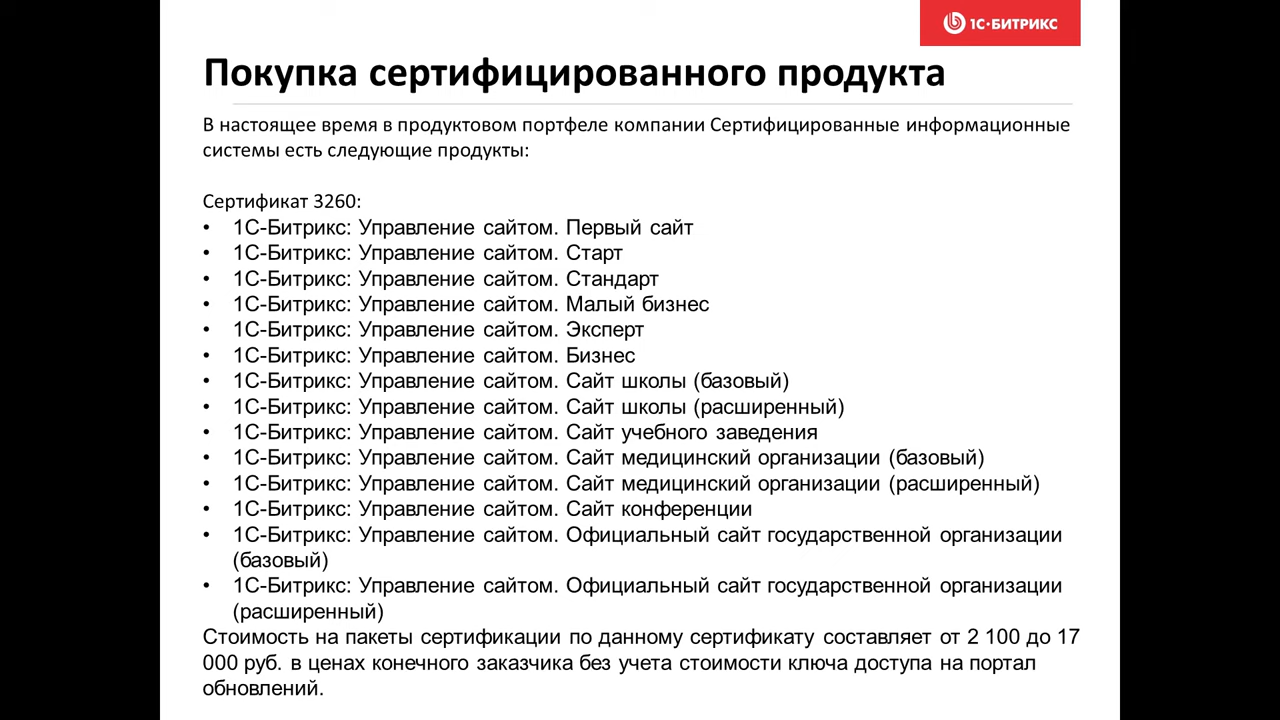 1С·БИТРИКС
Покупка сертифицированного продукта
В настоящее время в продуктовом портфеле компании Сертифицированные информационные
системы есть следующие продукты:
Сертификат 3260:
• 1С-Битрикс: Управление сайтом. Первый сайт
• 1С-Битрикс: Управление сайтом. Старт
• 1С-Битрикс: Управление сайтом. Стандарт
• 1С-Битрикс: Управление сайтом. Малый бизнес
• 1С-Битрикс: Управление сайтом. Эксперт
• 1С-Битрикс: Управление сайтом. Бизнес
• 1С-Битрикс: Управление сайтом. Сайт школы (базовый)
• 1С-Битрикс: Управление сайтом. Сайт школы (расширенный)
• 1С-Битрикс: Управление сайтом. Сайт учебного заведения
• 1С-Битрикс: Управление сайтом. Сайт медицинский организации (базовый)
• 1С-Битрикс: Управление сайтом. Сайт медицинский организации (расширенный)
• 1С-Битрикс: Управление сайтом. Сайт конференции
• 1С-Битрикс: Управление сайтом. Официальный сайт государственной организации
(базовый)
• 1С-Битрикс: Управление сайтом. Официальный сайт государственной организации
(расширенный)
Стоимость на пакеты сертификации по данному сертификату составляет от 2 100 до 17
000 руб. в ценах конечного заказчика без учета стоимости ключа доступа на портал
обновлений.